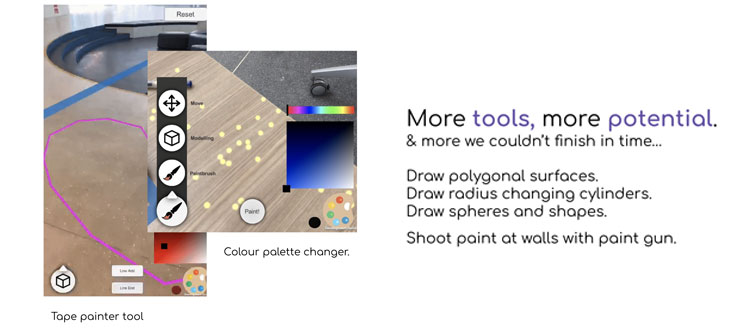 Reset
Move
Modelling
Paintbrush
Paint!
Colour palette changer.
Line Add
Line End
Tape painter tool
More tools, more potential.
& more we couldn't finish in time...
Draw polygonal surfaces.
Draw radius changing cylinders.
Draw spheres and shapes.
Shoot paint at walls with paint gun.